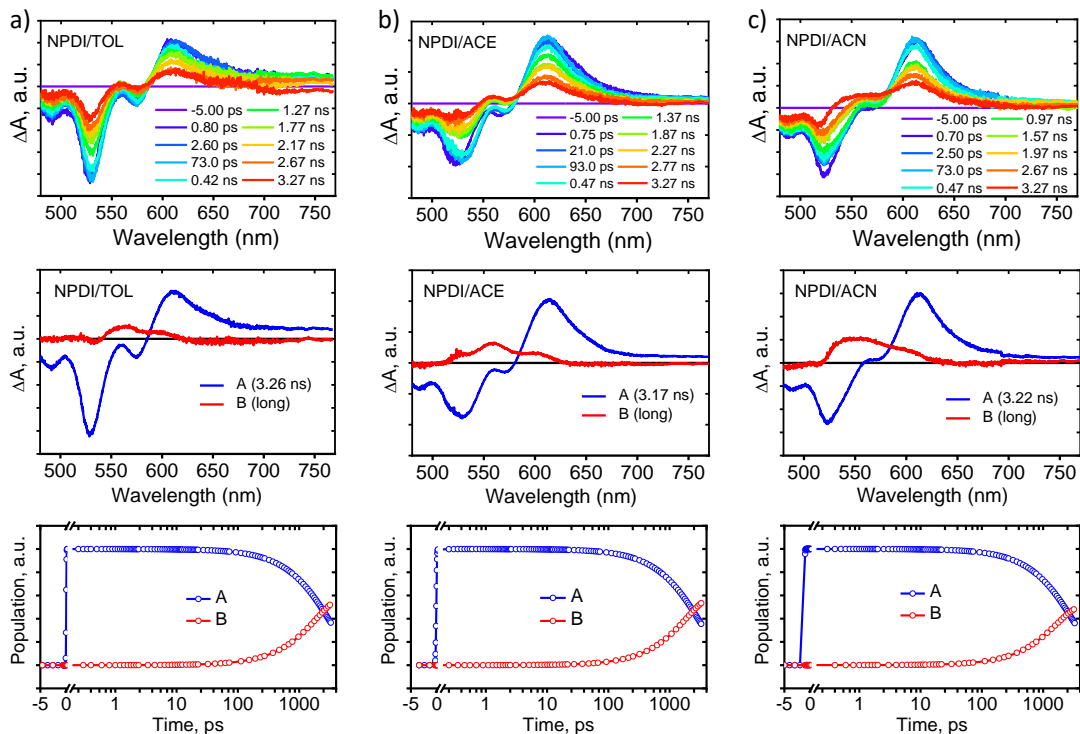 a)
NPDI/TOL
ΔA, a.u.
-5.00 ps
0.80 ps
2.60 ps
73.0 ps
0.42 ns
1.27 ns
1.77 ns
2.17 ns
2.67 ns
3.27 ns
500 550 600 650 700 750
Wavelength (nm)
b)
NPDI/ACE
ΔA, a.u.
-5.00 ps
0.75 ps
21.0 ps
93.0 ps
0.47 ns
1.37 ns
1.87 ns
2.27 ns
2.77 ns
3.27 ns
500 550 600 650 700 750
Wavelength (nm)
c)
NPDI/ACN
ΔA, a.u.
-5.00 ps
0.70 ps
2.50 ps
73.0 ps
0.47 ns
0.97 ns
1.57 ns
1.97 ns
2.67 ns
3.27 ns
500 550 600 650 700 750
Wavelength (nm)
NPDI/TOL
ΔA, a.u.
A (3.26 ns)
B (long)
500 550 600 650 700 750
Wavelength (nm)
NPDI/ACE
ΔA, a.u.
A (3.17 ns)
B (long)
500 550 600 650 700 750
Wavelength (nm)
NPDI/ACN
ΔA, a.u.
A (3.22 ns)
B (long)
500 550 600 650 700 750
Wavelength (nm)
Population, a.u.
A
B
-5 0 1 10 100 1000
Time, ps
Population, a.u.
A
B
-5 0 1 10 100 1000
Time, ps
Population, a.u.
A
B
-5 0 1 10 100 1000
Time, ps